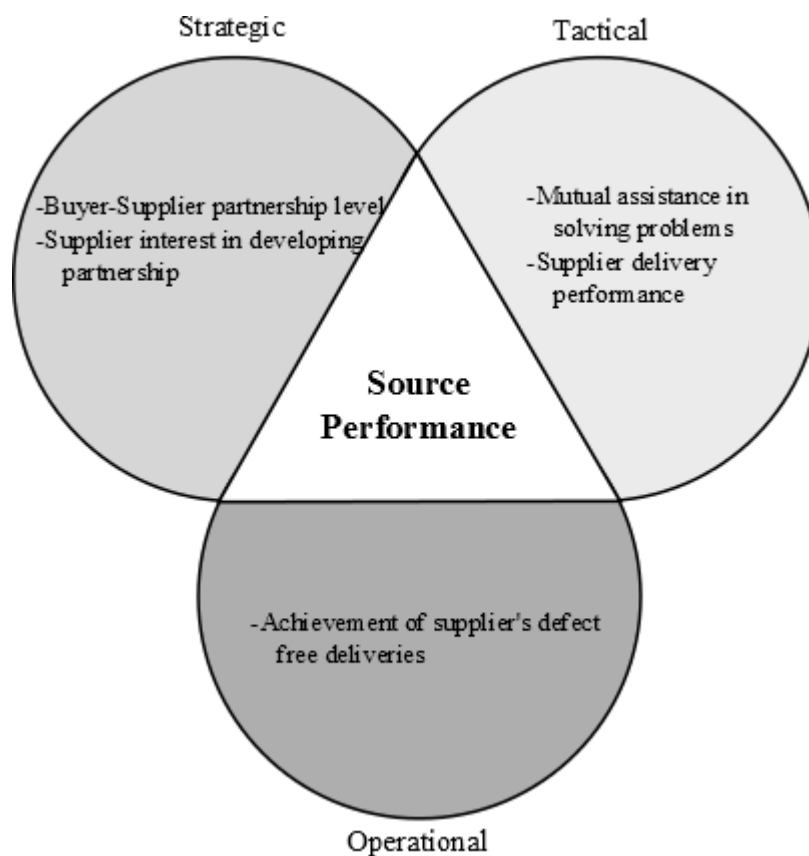 Strategic
Tactical
-Buyer-Supplier partnership level
-Supplier interest in developing
partnership
-Mutual assistance in
solving problems
-Supplier delivery
performance
Source
Performance
-Achievement of supplier's defect
free deliveries
Operational